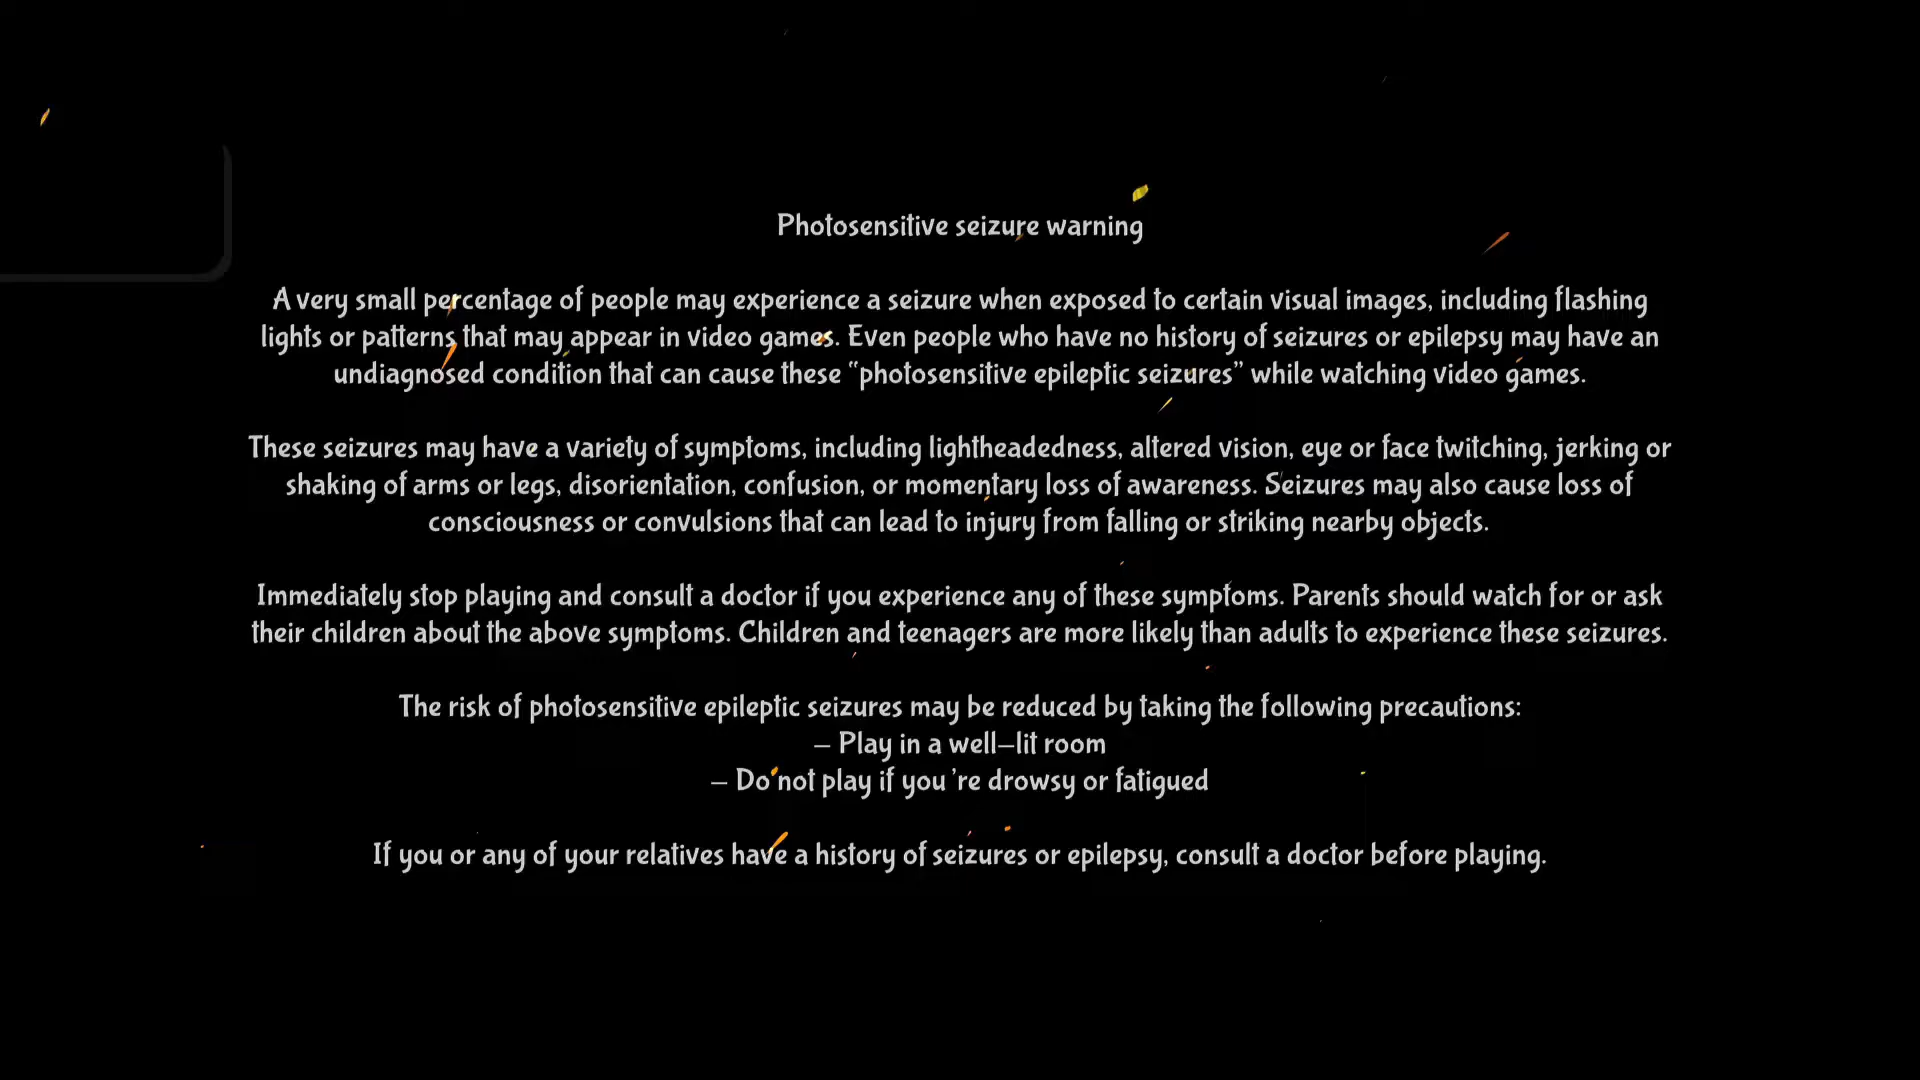 Photosensitive seizure warning
A very small percentage of people may experience a seizure when exposed to certain visual images, including flashing
lights or patterns that may appear in video games. Even people who have no history of seizures or epilepsy may have an
undiagnosed condition that can cause these “photosensitive epileptic seizures” while watching video games.
These seizures may have a variety of symptoms, including lightheadedness, altered vision, eye or face twitching, jerking or
shaking of arms or legs, disorientation, confusion, or momentary loss of awareness. Seizures may also cause loss of
consciousness or convulsions that can lead to injury from falling or striking nearby objects.
Immediately stop playing and consult a doctor if you experience any of these symptoms. Parents should watch for or ask
their children about the above symptoms. Children and teenagers are more likely than adults to experience these seizures.
The risk of photosensitive epileptic seizures may be reduced by taking the following precautions:
– Play in a well–lit room
– Do not play if you're drowsy or fatigued
If you or any of your relatives have a history of seizures or epilepsy, consult a doctor before playing.